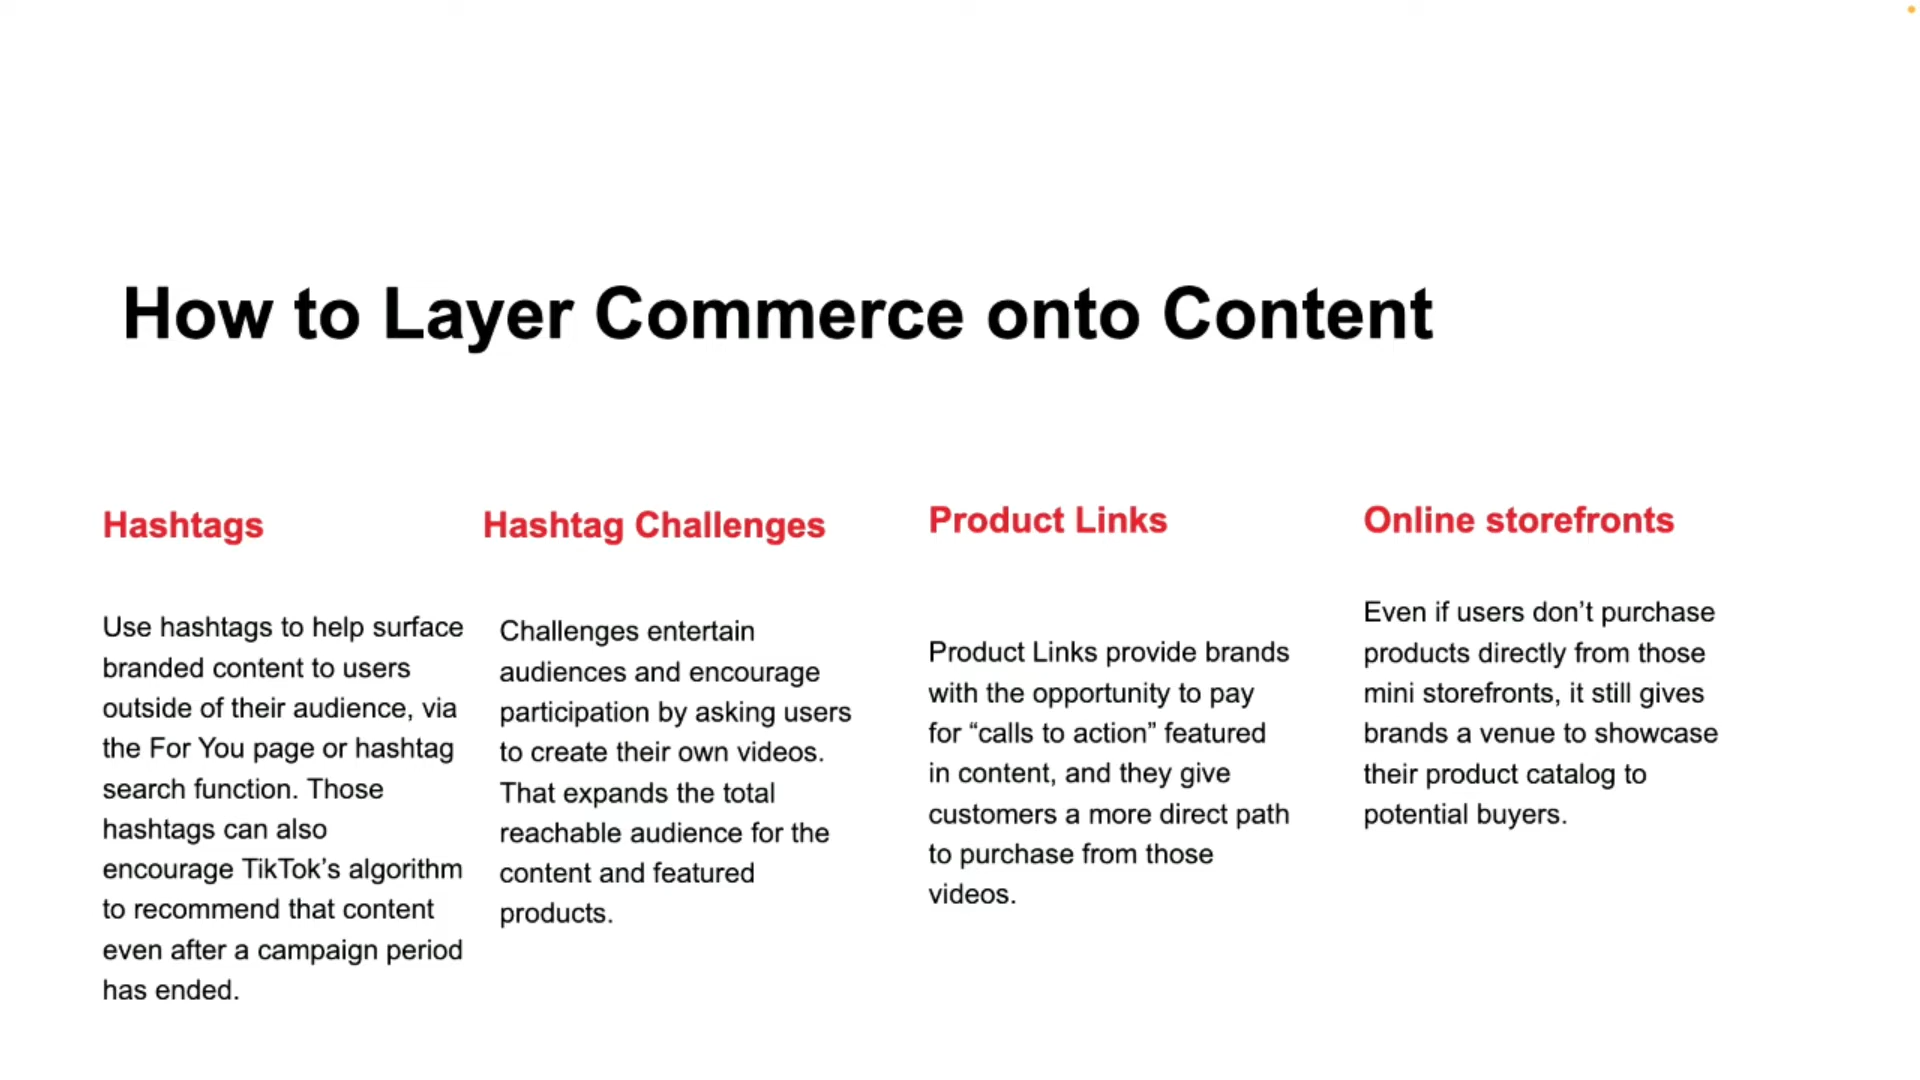 How to Layer Commerce onto Content
Hashtags
Use hashtags to help surface
branded content to users
outside of their audience, via
the For You page or hashtag
search function. Those
hashtags can also
encourage TikTok’s algorithm
to recommend that content
even after a campaign period
has ended.
Hashtag Challenges
Challenges entertain
audiences and encourage
participation by asking users
to create their own videos.
That expands the total
reachable audience for the
content and featured
products.
Product Links
Product Links provide brands
with the opportunity to pay
for “calls to action” featured
in content, and they give
customers a more direct path
to purchase from those
videos.
Online storefronts
Even if users don’t purchase
products directly from those
mini storefronts, it still gives
brands a venue to showcase
their product catalog to
potential buyers.